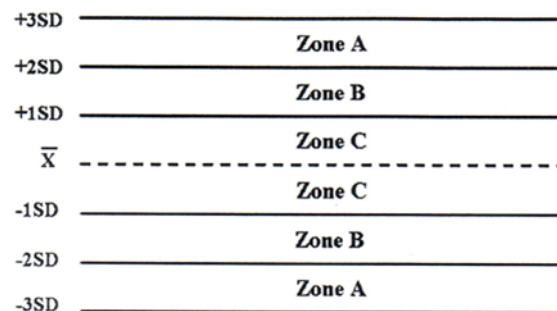 +3SD
Zone A
+2SD
Zone B
+1SD
Zone C
X̅
Zone C
-1SD
Zone B
-2SD
Zone A
-3SD